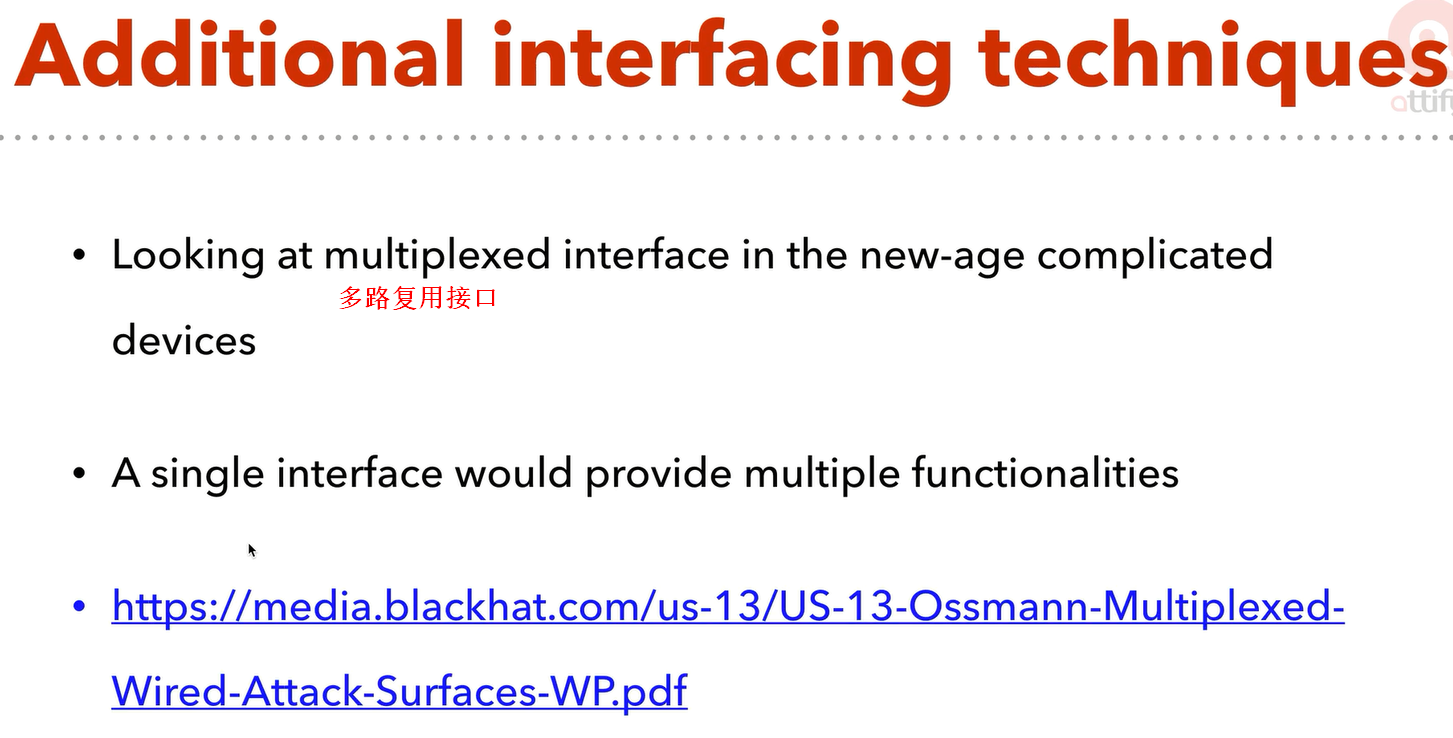 Additional interfacing techniques
attify
• Looking at multiplexed interface in the new-age complicated
多路复用接口
devices
• A single interface would provide multiple functionalities
• https://media.blackhat.com/us-13/US-13-Ossmann-Multiplexed-
Wired-Attack-Surfaces-WP.pdf